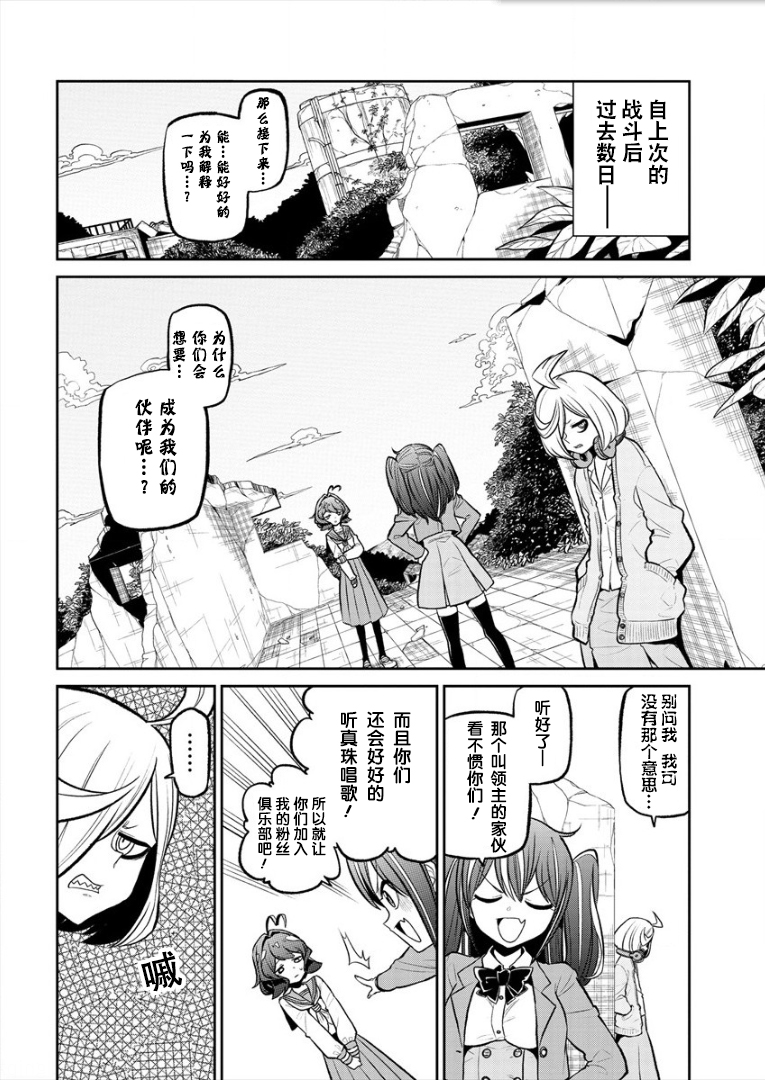 自上次的
战斗后
过去数日——
那么接下来…
能…能好好的
为我解释
一下吗…?
为什么
你们会
想要…
成为我们的
伙伴呢…?
别问我 我可
没有那个意思…
听好了—
那个叫领主的家伙
看不惯你们！
而且你们
还会好好的
听真珠唱歌！
所以就让
你们加入
我的粉丝
俱乐部吧！
……
嘁